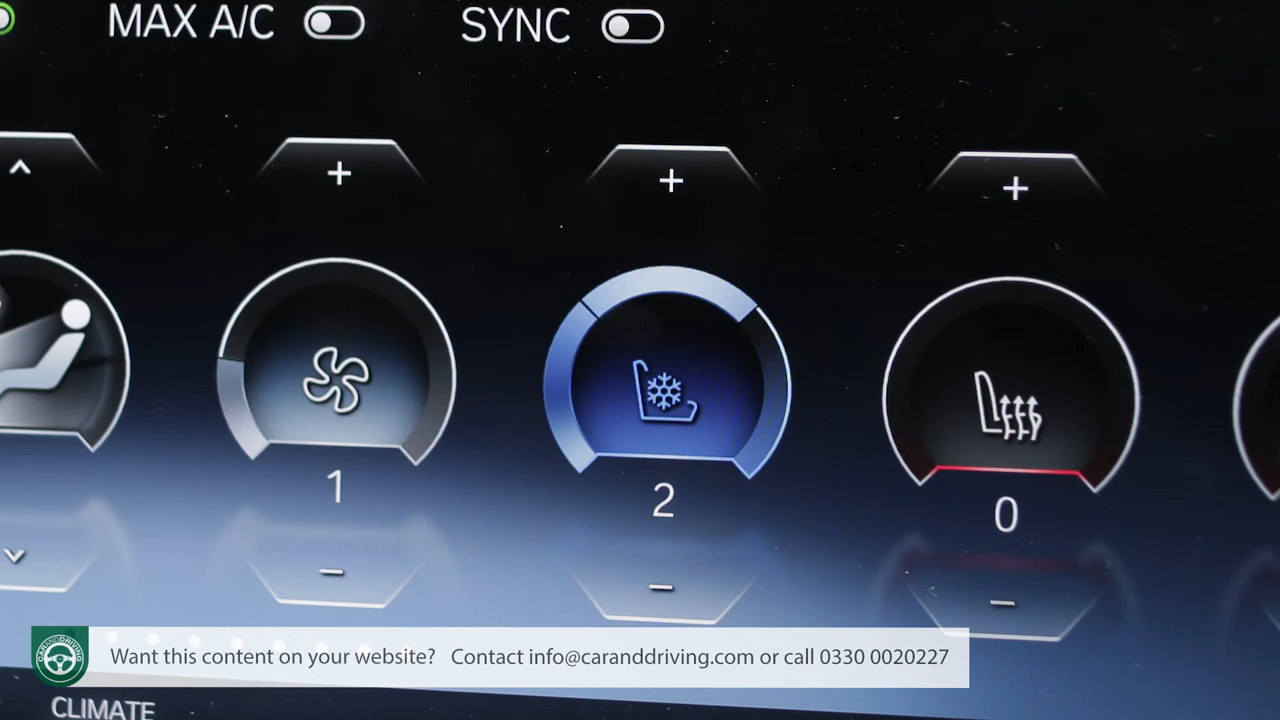 MAX A/C
SYNC
1
2
0
CARANDDRIVING
Want this content on your website? Contact info@caranddriving.com or call 0330 0020227
CLIMATE